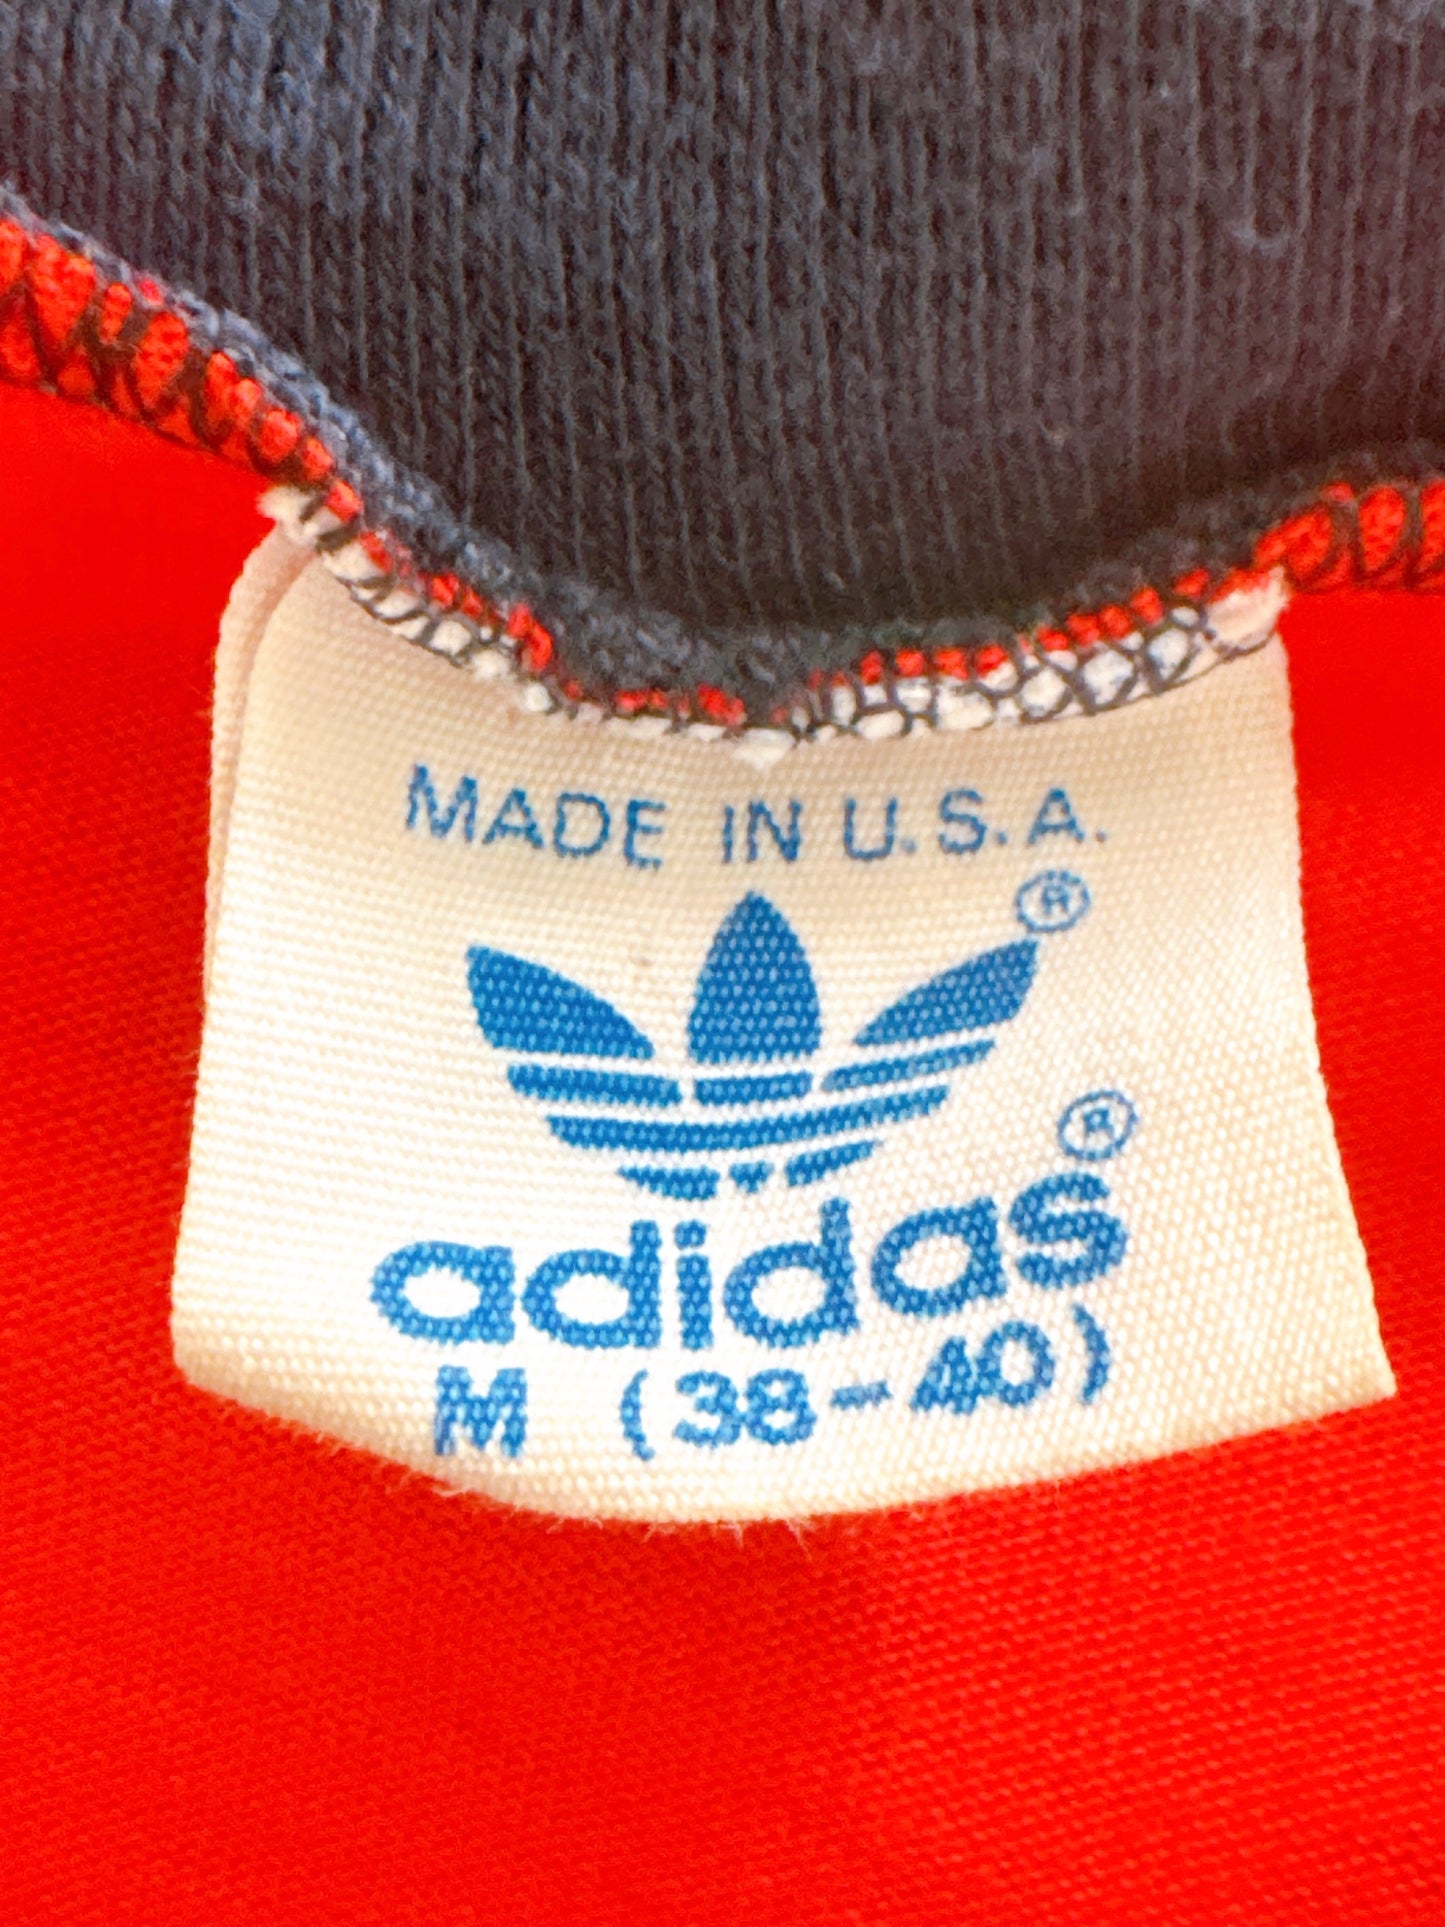 MADE IN U.S.A.
®
®
adidas
M (38-40)